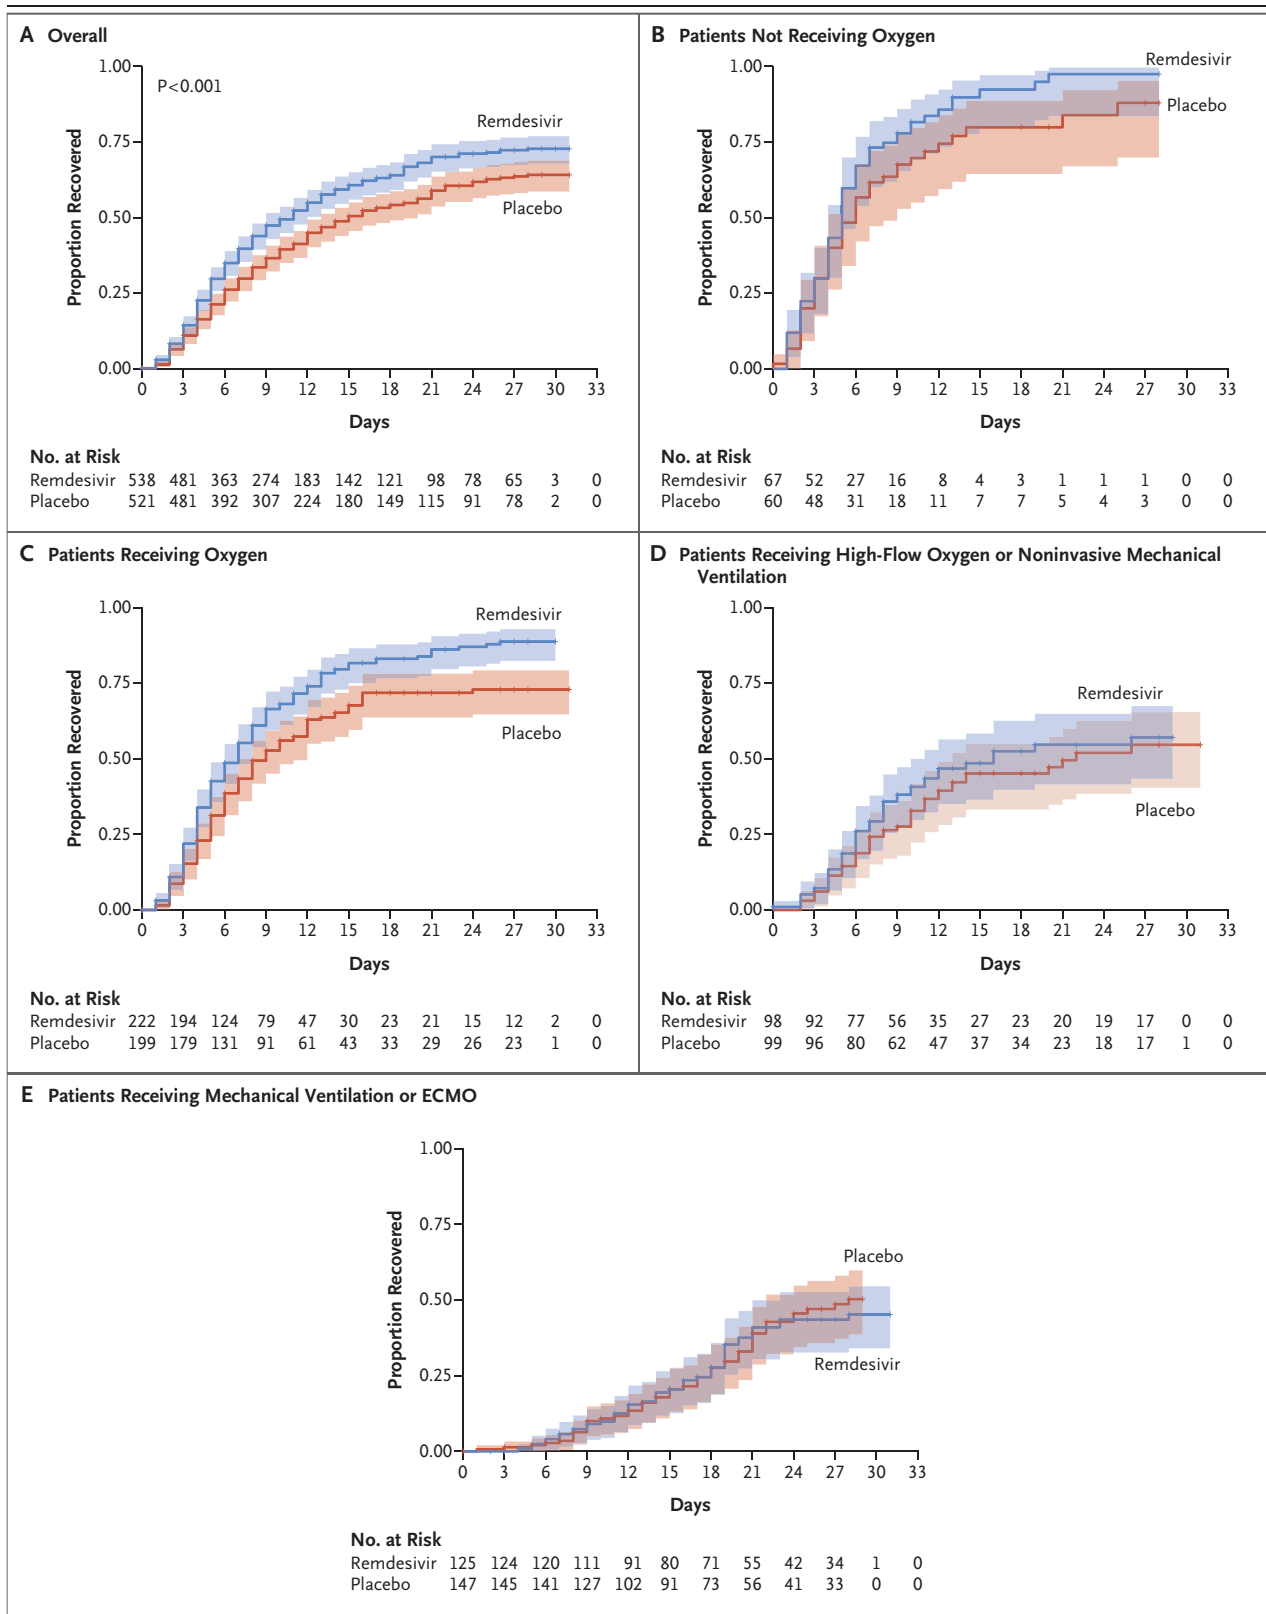 A Overall
1.00
0.75
0.50
0.25
0.00
Proportion Recovered
P<0.001
Remdesivir
Placebo
0 3 6 9 12 15 18 21 24 27 30 33
Days
No. at Risk
Remdesivir 538 481 363 274 183 142 121 98 78 65 3 0
Placebo 521 481 392 307 224 180 149 115 91 78 2 0
B Patients Not Receiving Oxygen
1.00
0.75
0.50
0.25
0.00
Proportion Recovered
Remdesivir
Placebo
0 3 6 9 12 15 18 21 24 27 30 33
Days
No. at Risk
Remdesivir 67 52 27 16 8 4 3 1 1 1 0 0
Placebo 60 48 31 18 11 7 7 5 4 3 0 0
C Patients Receiving Oxygen
1.00
0.75
0.50
0.25
0.00
Proportion Recovered
Remdesivir
Placebo
0 3 6 9 12 15 18 21 24 27 30 33
Days
No. at Risk
Remdesivir 222 194 124 79 47 30 23 21 15 12 2 0
Placebo 199 179 131 91 61 43 33 29 26 23 1 0
D Patients Receiving High-Flow Oxygen or Noninvasive Mechanical
Ventilation
1.00
0.75
0.50
0.25
0.00
Proportion Recovered
Remdesivir
Placebo
0 3 6 9 12 15 18 21 24 27 30 33
Days
No. at Risk
Remdesivir 98 92 77 56 35 27 23 20 19 17 0 0
Placebo 99 96 80 62 47 37 34 23 18 17 1 0
E Patients Receiving Mechanical Ventilation or ECMO
1.00
0.75
0.50
0.25
0.00
Proportion Recovered
Placebo
Remdesivir
0 3 6 9 12 15 18 21 24 27 30 33
Days
No. at Risk
Remdesivir 125 124 120 111 91 80 71 55 42 34 1 0
Placebo 147 145 141 127 102 91 73 56 41 33 0 0